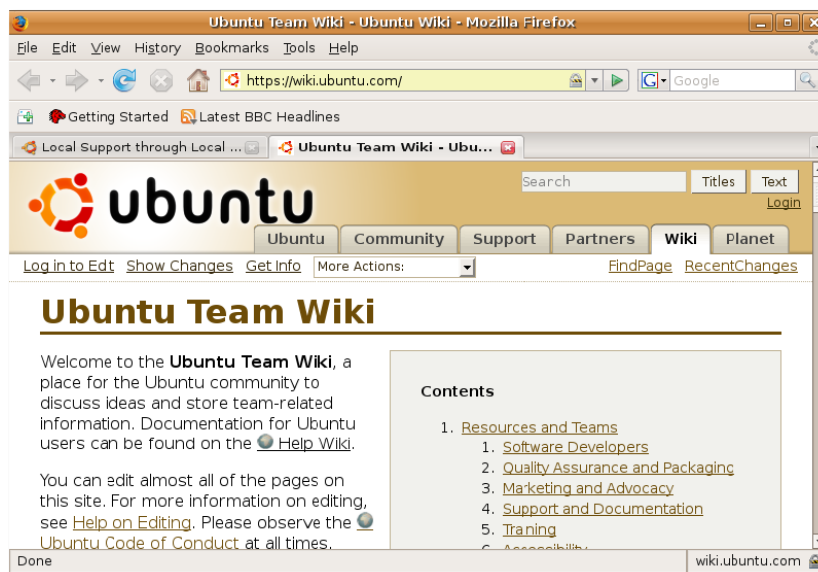 Ubuntu Team Wiki - Ubuntu Wiki - Mozilla Firefox
File Edit View History Bookmarks Tools Help
https://wiki.ubuntu.com/ G Google
Getting Started Latest BBC Headlines
Local Support through Local ... Ubuntu Team Wiki - Ubu...
ubuntu
Search Titles Text
Login
Ubuntu Community Support Partners Wiki Planet
Log in to Edit Show Changes Get Info More Actions: FindPage RecentChanges
Ubuntu Team Wiki
Welcome to the Ubuntu Team Wiki, a
place for the Ubuntu community to
discuss ideas and store team-related
information. Documentation for Ubuntu
users can be found on the Help Wiki.
You can edit almost all of the pages on
this site. For more information on editing,
see Help on Editing. Please observe the
Ubuntu Code of Conduct at all times.
Contents
1. Resources and Teams
1. Software Developers
2. Quality Assurance and Packaging
3. Marketing and Advocacy
4. Support and Documentation
5. Training
6. Accessibility
Done wiki.ubuntu.com